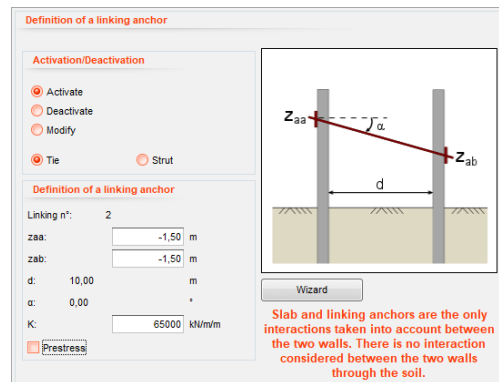 Definition of a linking anchor
Activation/Deactivation
Activate
Deactivate
Modify
Tie
Strut
Definition of a linking anchor
Linking n°: 2
zaa: -1,50 m
zab: -1,50 m
d: 10,00 m
α: 0,00 °
K: 65000 kN/m/m
Prestress
Zaa
α
Zab
d
Wizard
Slab and linking anchors are the only
interactions taken into account between
the two walls. There is no interaction
considered between the two walls
through the soil.